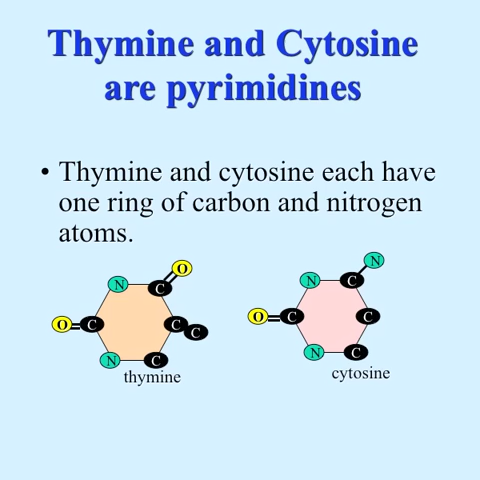 Thymine and Cytosine
are pyrimidines
• Thymine and cytosine each have
one ring of carbon and nitrogen
atoms.
O
N
N
N
C
C
O
C
C
C
O
C
C
C
N
C
N
C
thymine
cytosine